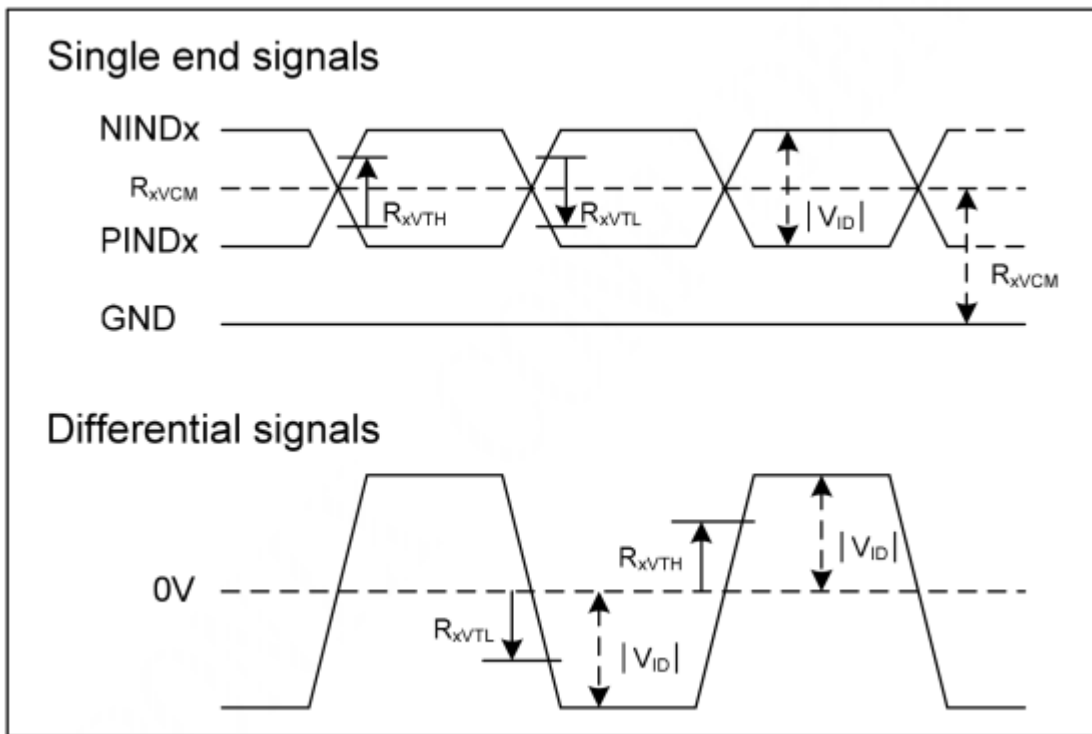 Single end signals
NINDx
RxVCM
PINDx
GND
RxVTH
RxVTL
|VID|
RxVCM
Differential signals
0V
RxVTL
|VID|
RxVTH
|VID|